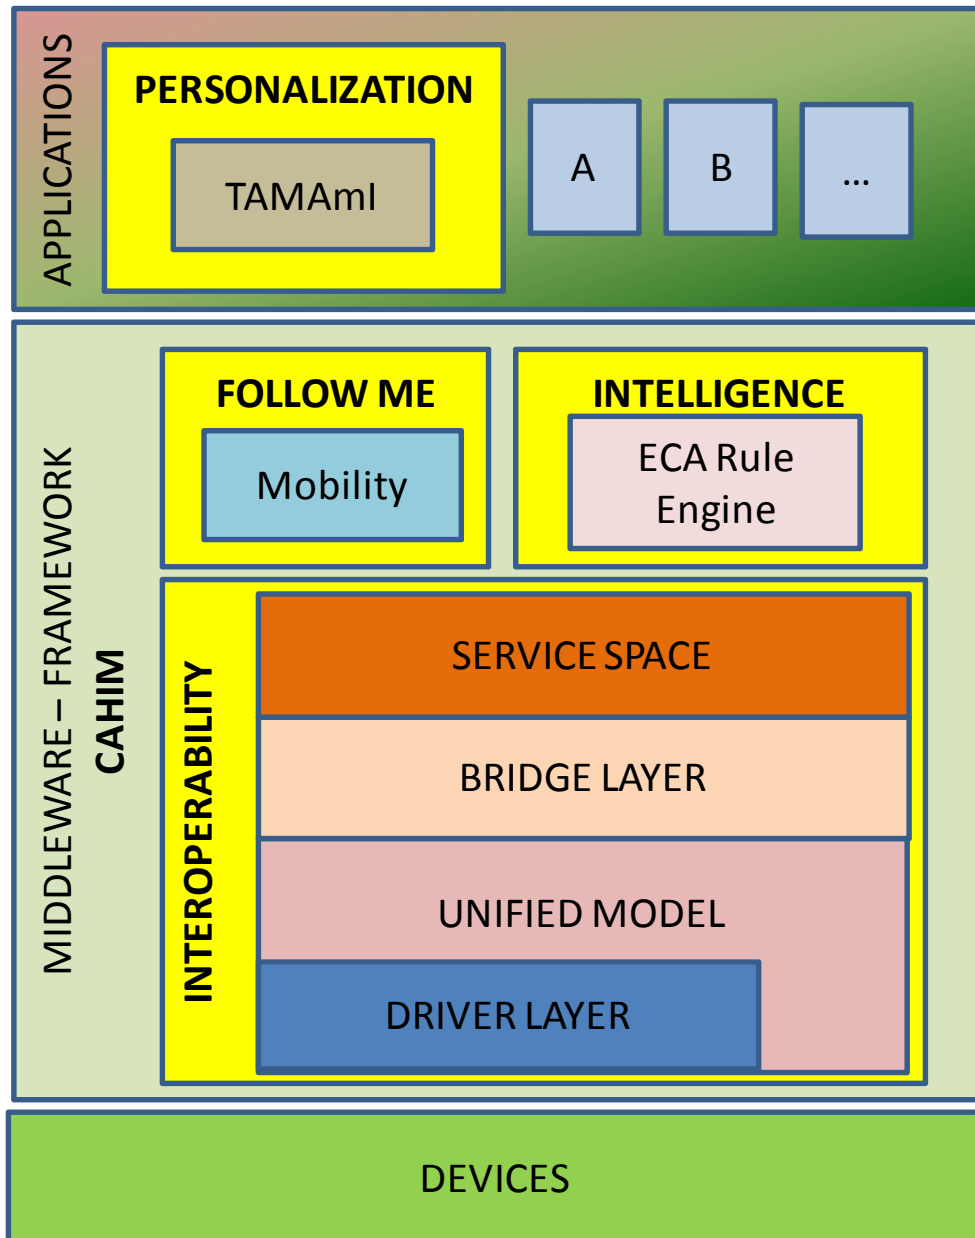 APPLICATIONS
PERSONALIZATION
TAMAmI
A
B
...
MIDDLEWARE – FRAMEWORK
CAHIM
FOLLOW ME
Mobility
INTELLIGENCE
ECA Rule
Engine
INTEROPERABILITY
SERVICE SPACE
BRIDGE LAYER
UNIFIED MODEL
DRIVER LAYER
DEVICES